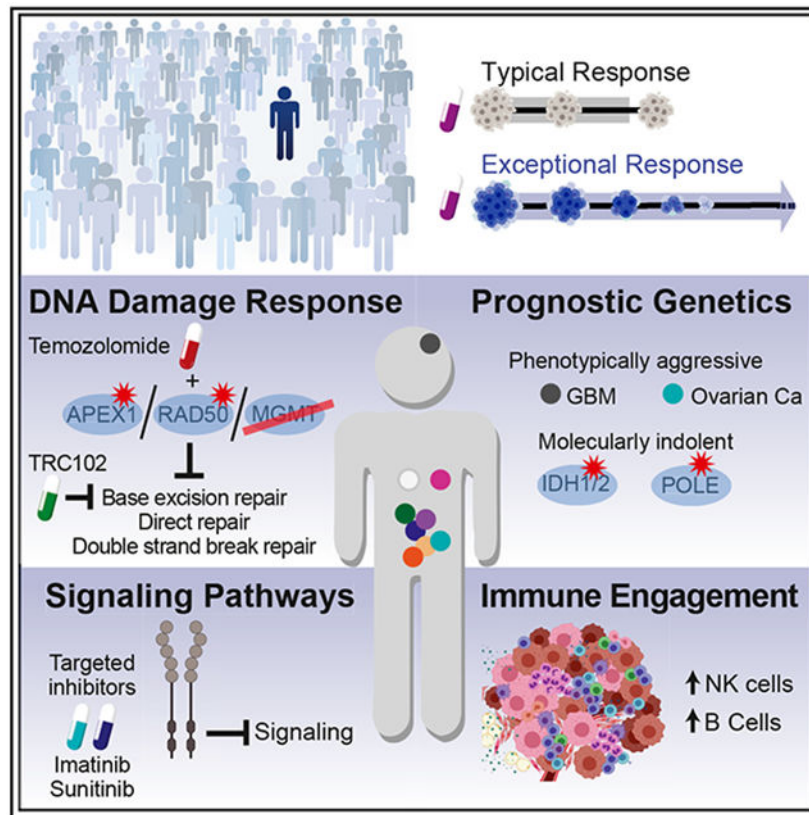 Typical Response
Exceptional Response
DNA Damage Response
Temozolomide
+
APEX1 / RAD50 / MGMT
TRC102
Base excision repair
Direct repair
Double strand break repair
Prognostic Genetics
Phenotypically aggressive
GBM Ovarian Ca
Molecularly indolent
IDH1/2 POLE
Signaling Pathways
Targeted
inhibitors
Imatinib
Sunitinib
Signaling
Immune Engagement
NK cells
B Cells